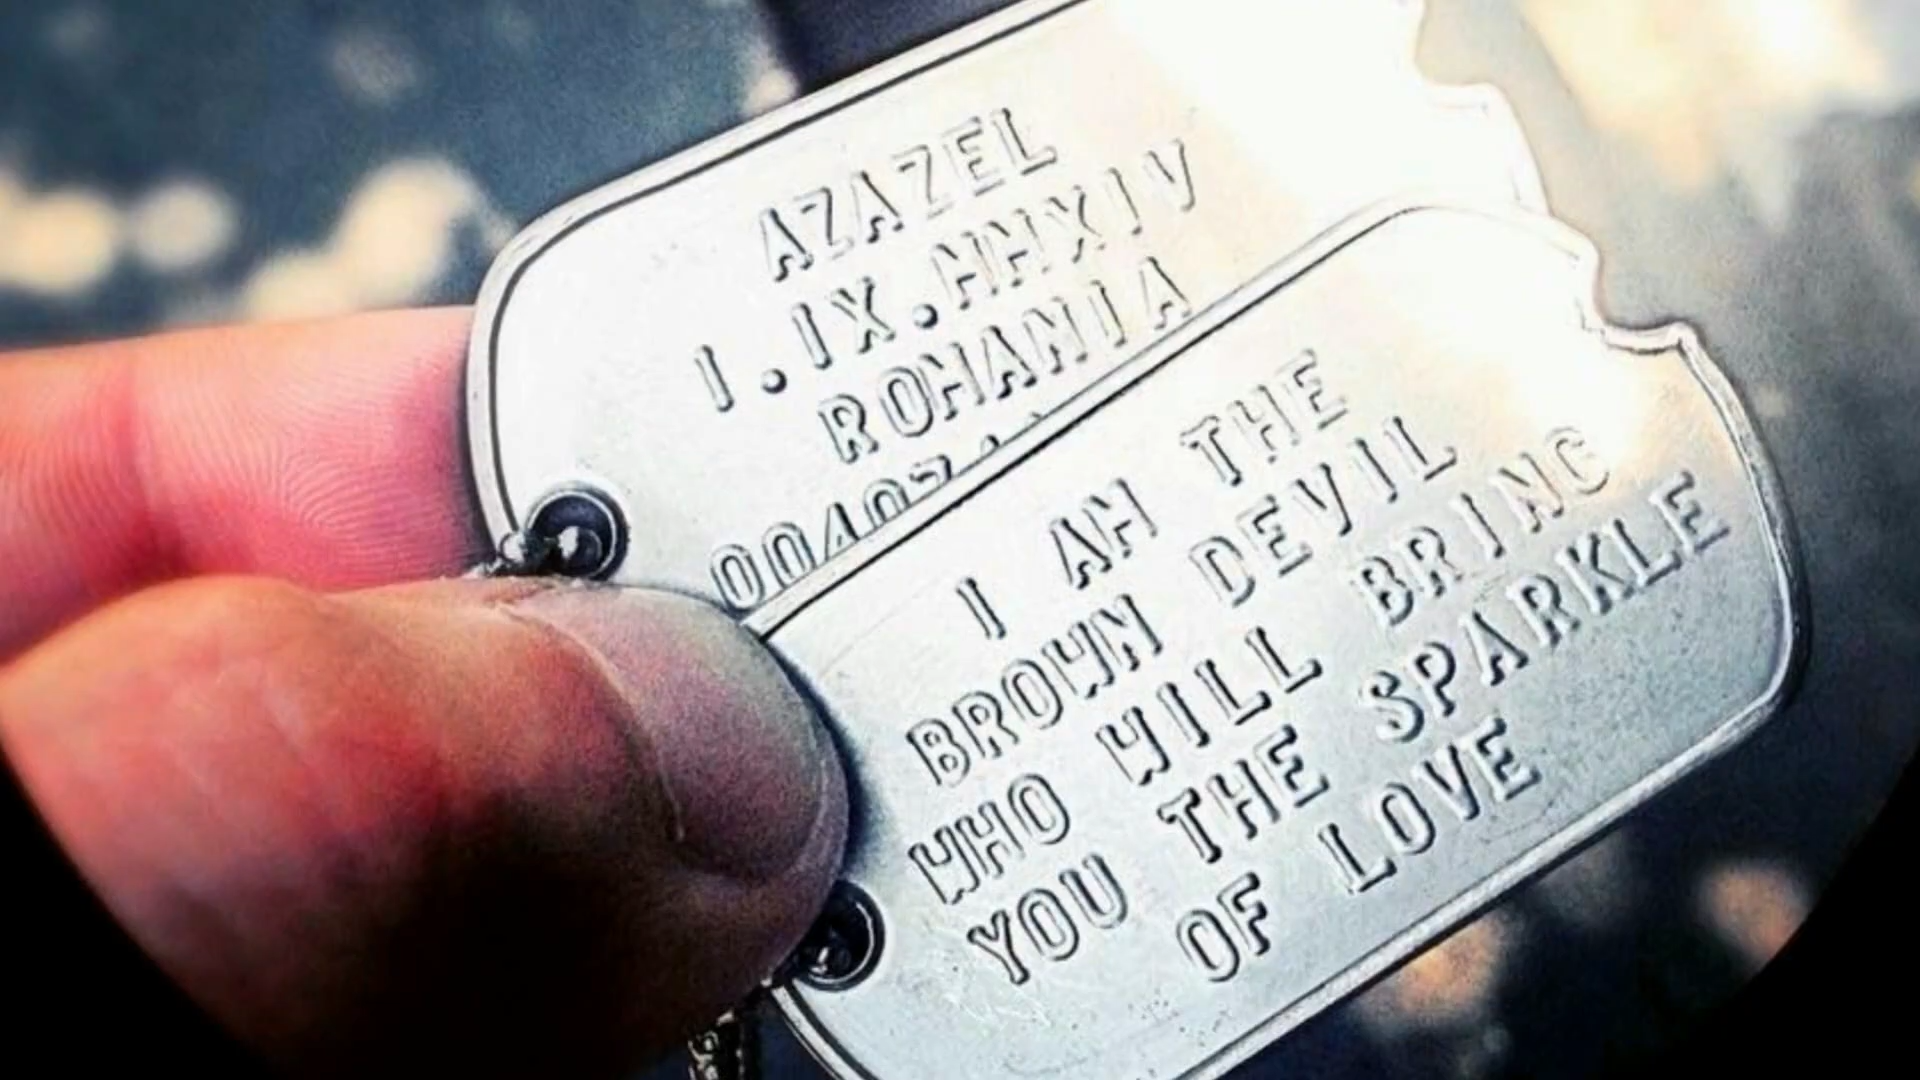 AZAZEL
I.IX.MMXIV
ROMANIA
I AM THE
BROWN DEVIL
WHO WILL BRING
YOU THE SPARKLE
OF LOVE